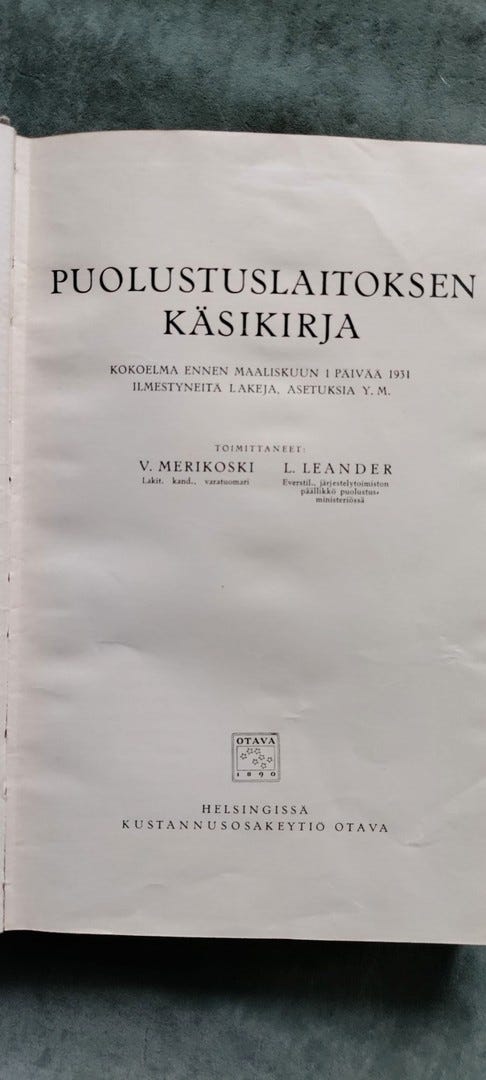 PUOLUSTUSLAITOKSEN
KÄSIKIRJA
KOKOELMA ENNEN MAALISKUUN 1 PÄIVÄÄ 1931
ILMESTYNEITÄ LAKEJA, ASETUKSIA Y. M.
TOIMITTANEET:
V. MERIKOSKI
Lakit. kand., varatuomari
L. LEANDER
Everstil., järjestelytoimiston
päällikkö puolustus-
ministeriössä
OTAVA
1890
HELSINGISSÄ
KUSTANNUSOSAKEYTIÖ OTAVA